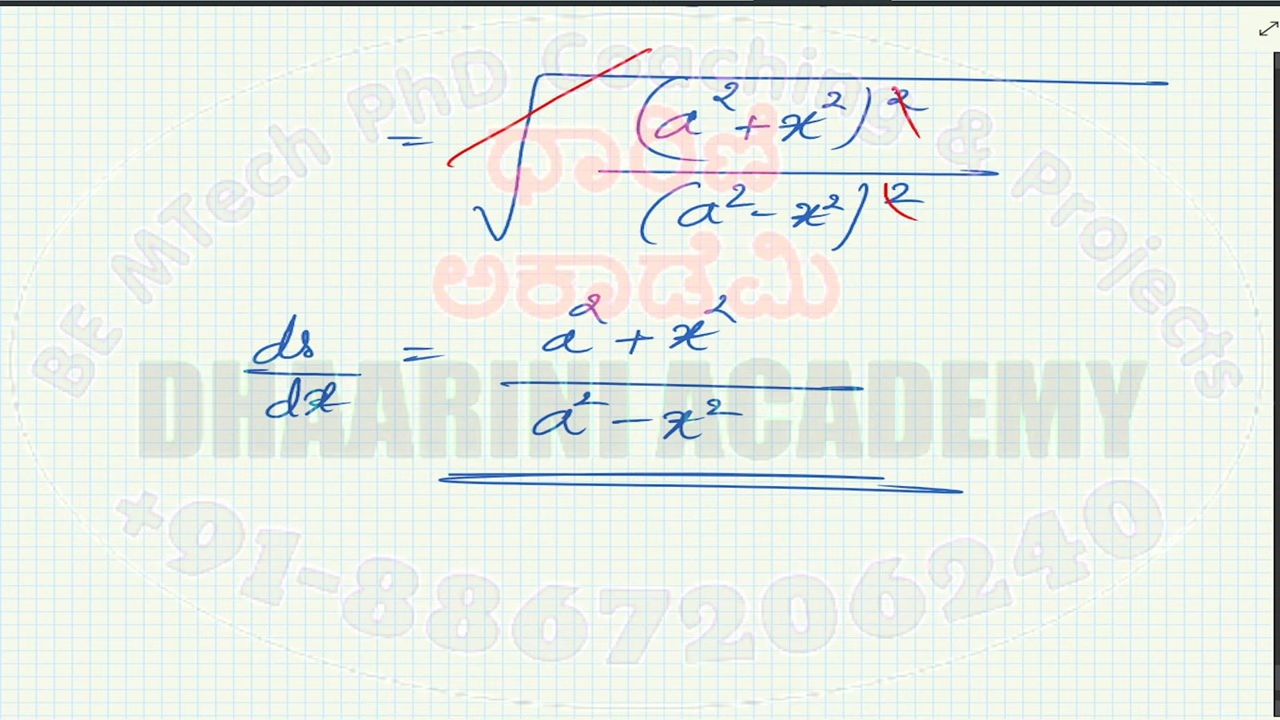 = √((a² + x²)² / (a² - x²)²)
ds/dx = (a² + x²) / (a² - x²)
BE MTech PhD Coaching & Projects
ಧಾರಿಣಿ
ಅಕಾಡೆಮಿ
DHAARINI ACADEMY
+91-8867206240